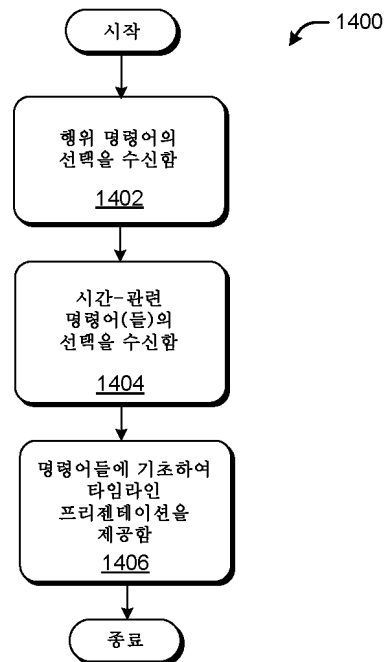 시작
1400
행위 명령어의
선택을 수신함
1402
시간-관련
명령어(들)의
선택을 수신함
1404
명령어들에 기초하여
타임라인
프리젠테이션을
제공함
1406
종료